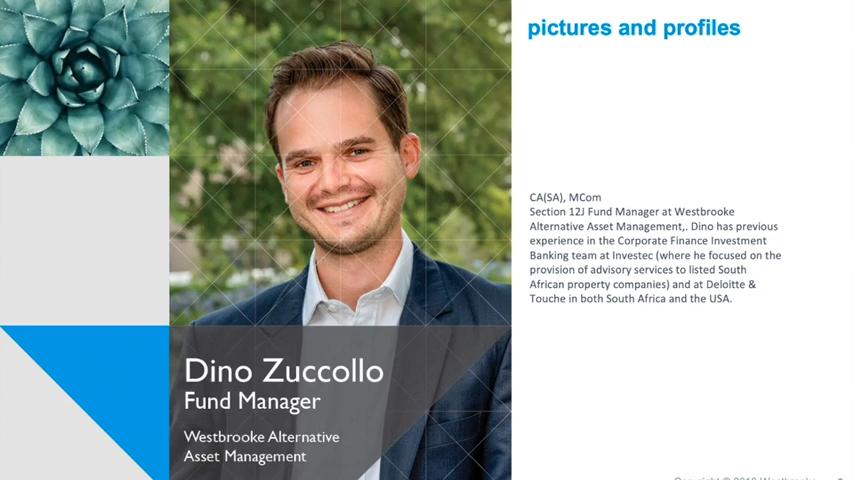 pictures and profiles
CA(SA), MCom
Section 12J Fund Manager at Westbrooke
Alternative Asset Management,. Dino has previous
experience in the Corporate Finance Investment
Banking team at Investec (where he focused on the
provision of advisory services to listed South
African property companies) and at Deloitte &
Touche in both South Africa and the USA.
Dino Zuccollo
Fund Manager
Westbrooke Alternative
Asset Management